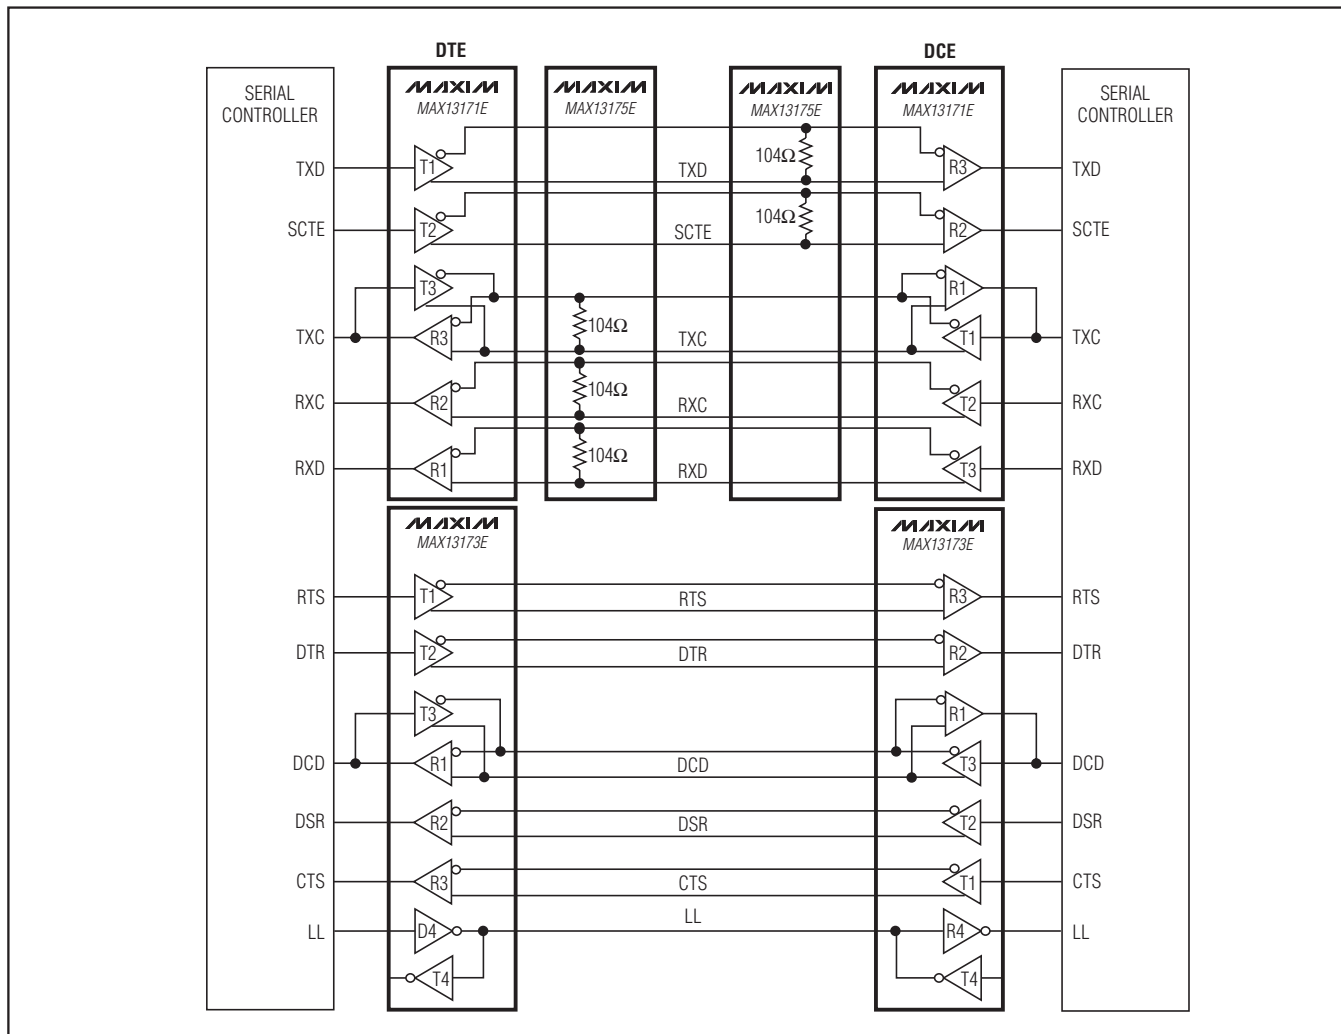 DTE
DCE
SERIAL
CONTROLLER
MAXIM
MAX13171E
MAXIM
MAX13175E
MAXIM
MAX13175E
MAXIM
MAX13171E
SERIAL
CONTROLLER
TXD
T1
TXD
104Ω
R3
TXD
SCTE
T2
SCTE
104Ω
R2
SCTE
T3
R1
TXC
R3
104Ω
TXC
T1
TXC
RXC
R2
104Ω
RXC
T2
RXC
RXD
R1
104Ω
RXD
T3
RXD
MAXIM
MAX13173E
MAXIM
MAX13173E
RTS
T1
RTS
R3
RTS
DTR
T2
DTR
R2
DTR
T3
R1
DCD
R1
DCD
T3
DCD
DSR
R2
DSR
T2
DSR
CTS
R3
CTS
T1
CTS
LL
D4
LL
R4
LL
T4
T4